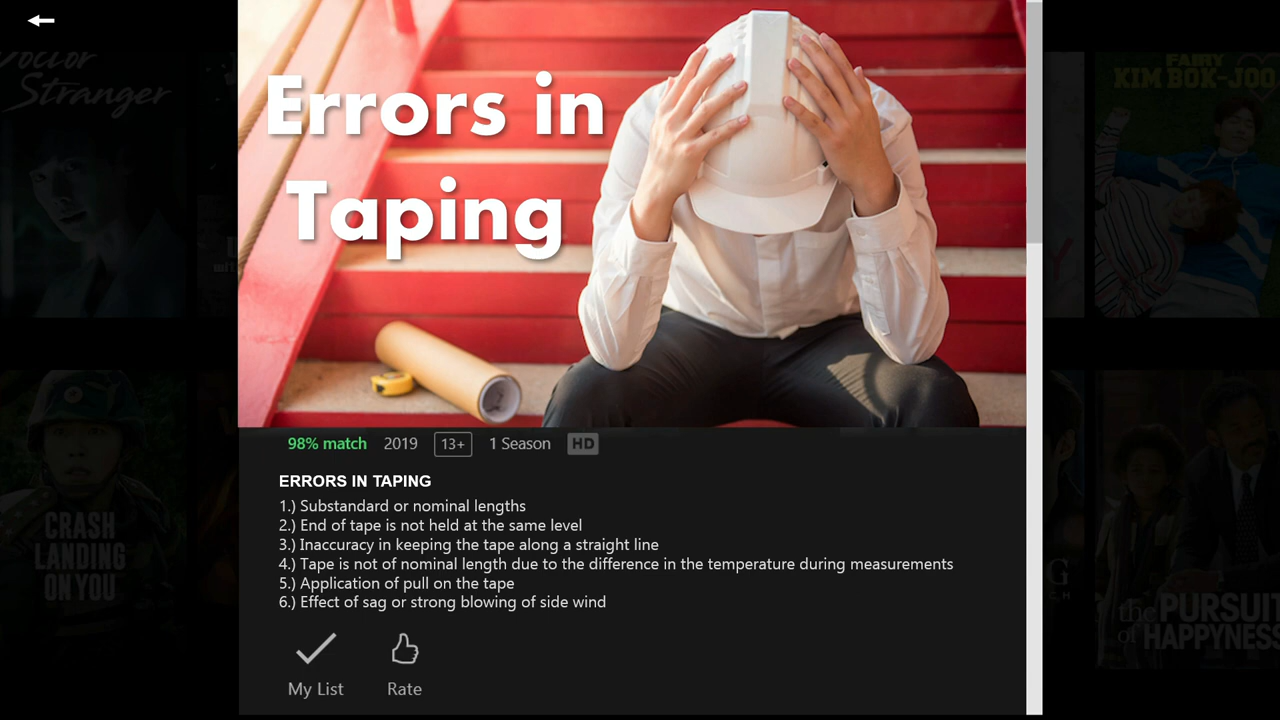 Doctor
Stranger
FAIRY
KIM BOK-JOO
Errors in
Taping
98% match 2019 13+ 1 Season HD
ERRORS IN TAPING
1.) Substandard or nominal lengths
2.) End of tape is not held at the same level
3.) Inaccuracy in keeping the tape along a straight line
4.) Tape is not of nominal length due to the difference in the temperature during measurements
5.) Application of pull on the tape
6.) Effect of sag or strong blowing of side wind
CRASH
LANDING
ON YOU
the PURSUIT
of HAPPYNESS
My List Rate